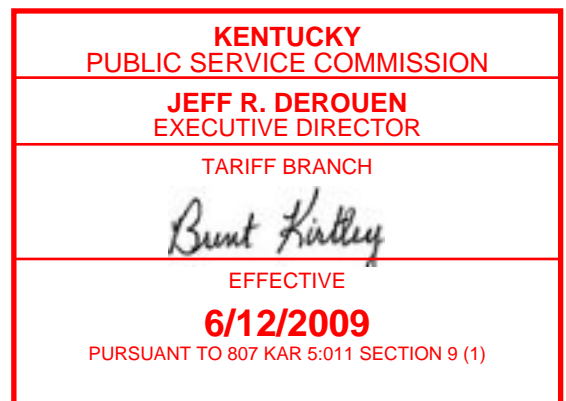 KENTUCKY
PUBLIC SERVICE COMMISSION
JEFF R. DEROUEN
EXECUTIVE DIRECTOR
TARIFF BRANCH
Bunt Kirtley
EFFECTIVE
6/12/2009
PURSUANT TO 807 KAR 5:011 SECTION 9 (1)